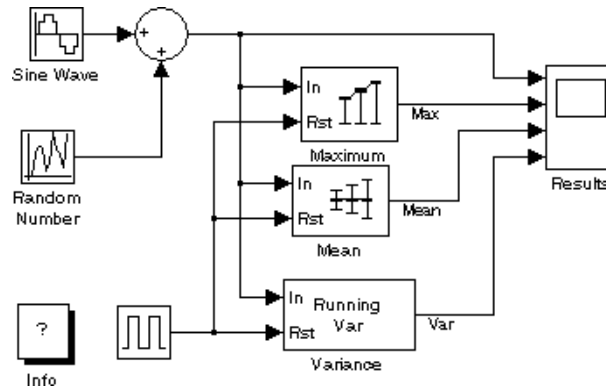 Sine Wave
+
+
In
Rst
Max
Maximum
Random
Number
In
Rst
Mean
Mean
Results
In
Rst
Running
Var
Var
Variance
?
Info